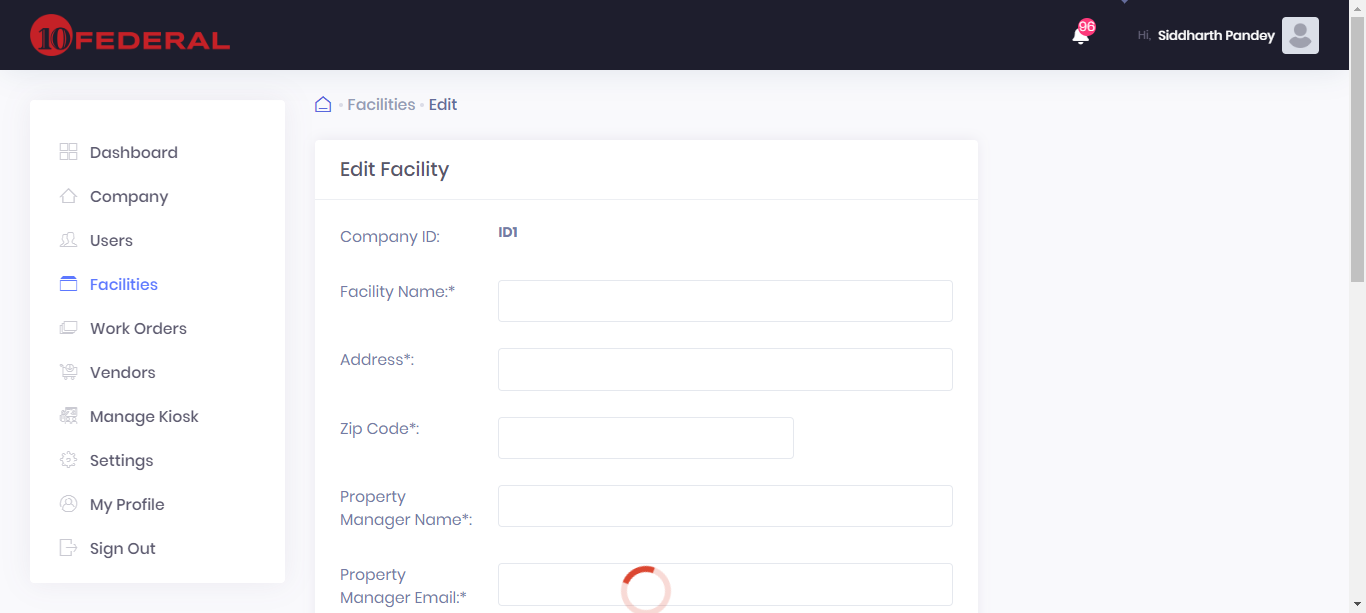 10 FEDERAL
96
Hi, Siddharth Pandey
Facilities Edit
Dashboard
Company
Users
Facilities
Work Orders
Vendors
Manage Kiosk
Settings
My Profile
Sign Out
Edit Facility
Company ID: ID1
Facility Name:*
Address*:
Zip Code*:
Property
Manager Name*:
Property
Manager Email:*